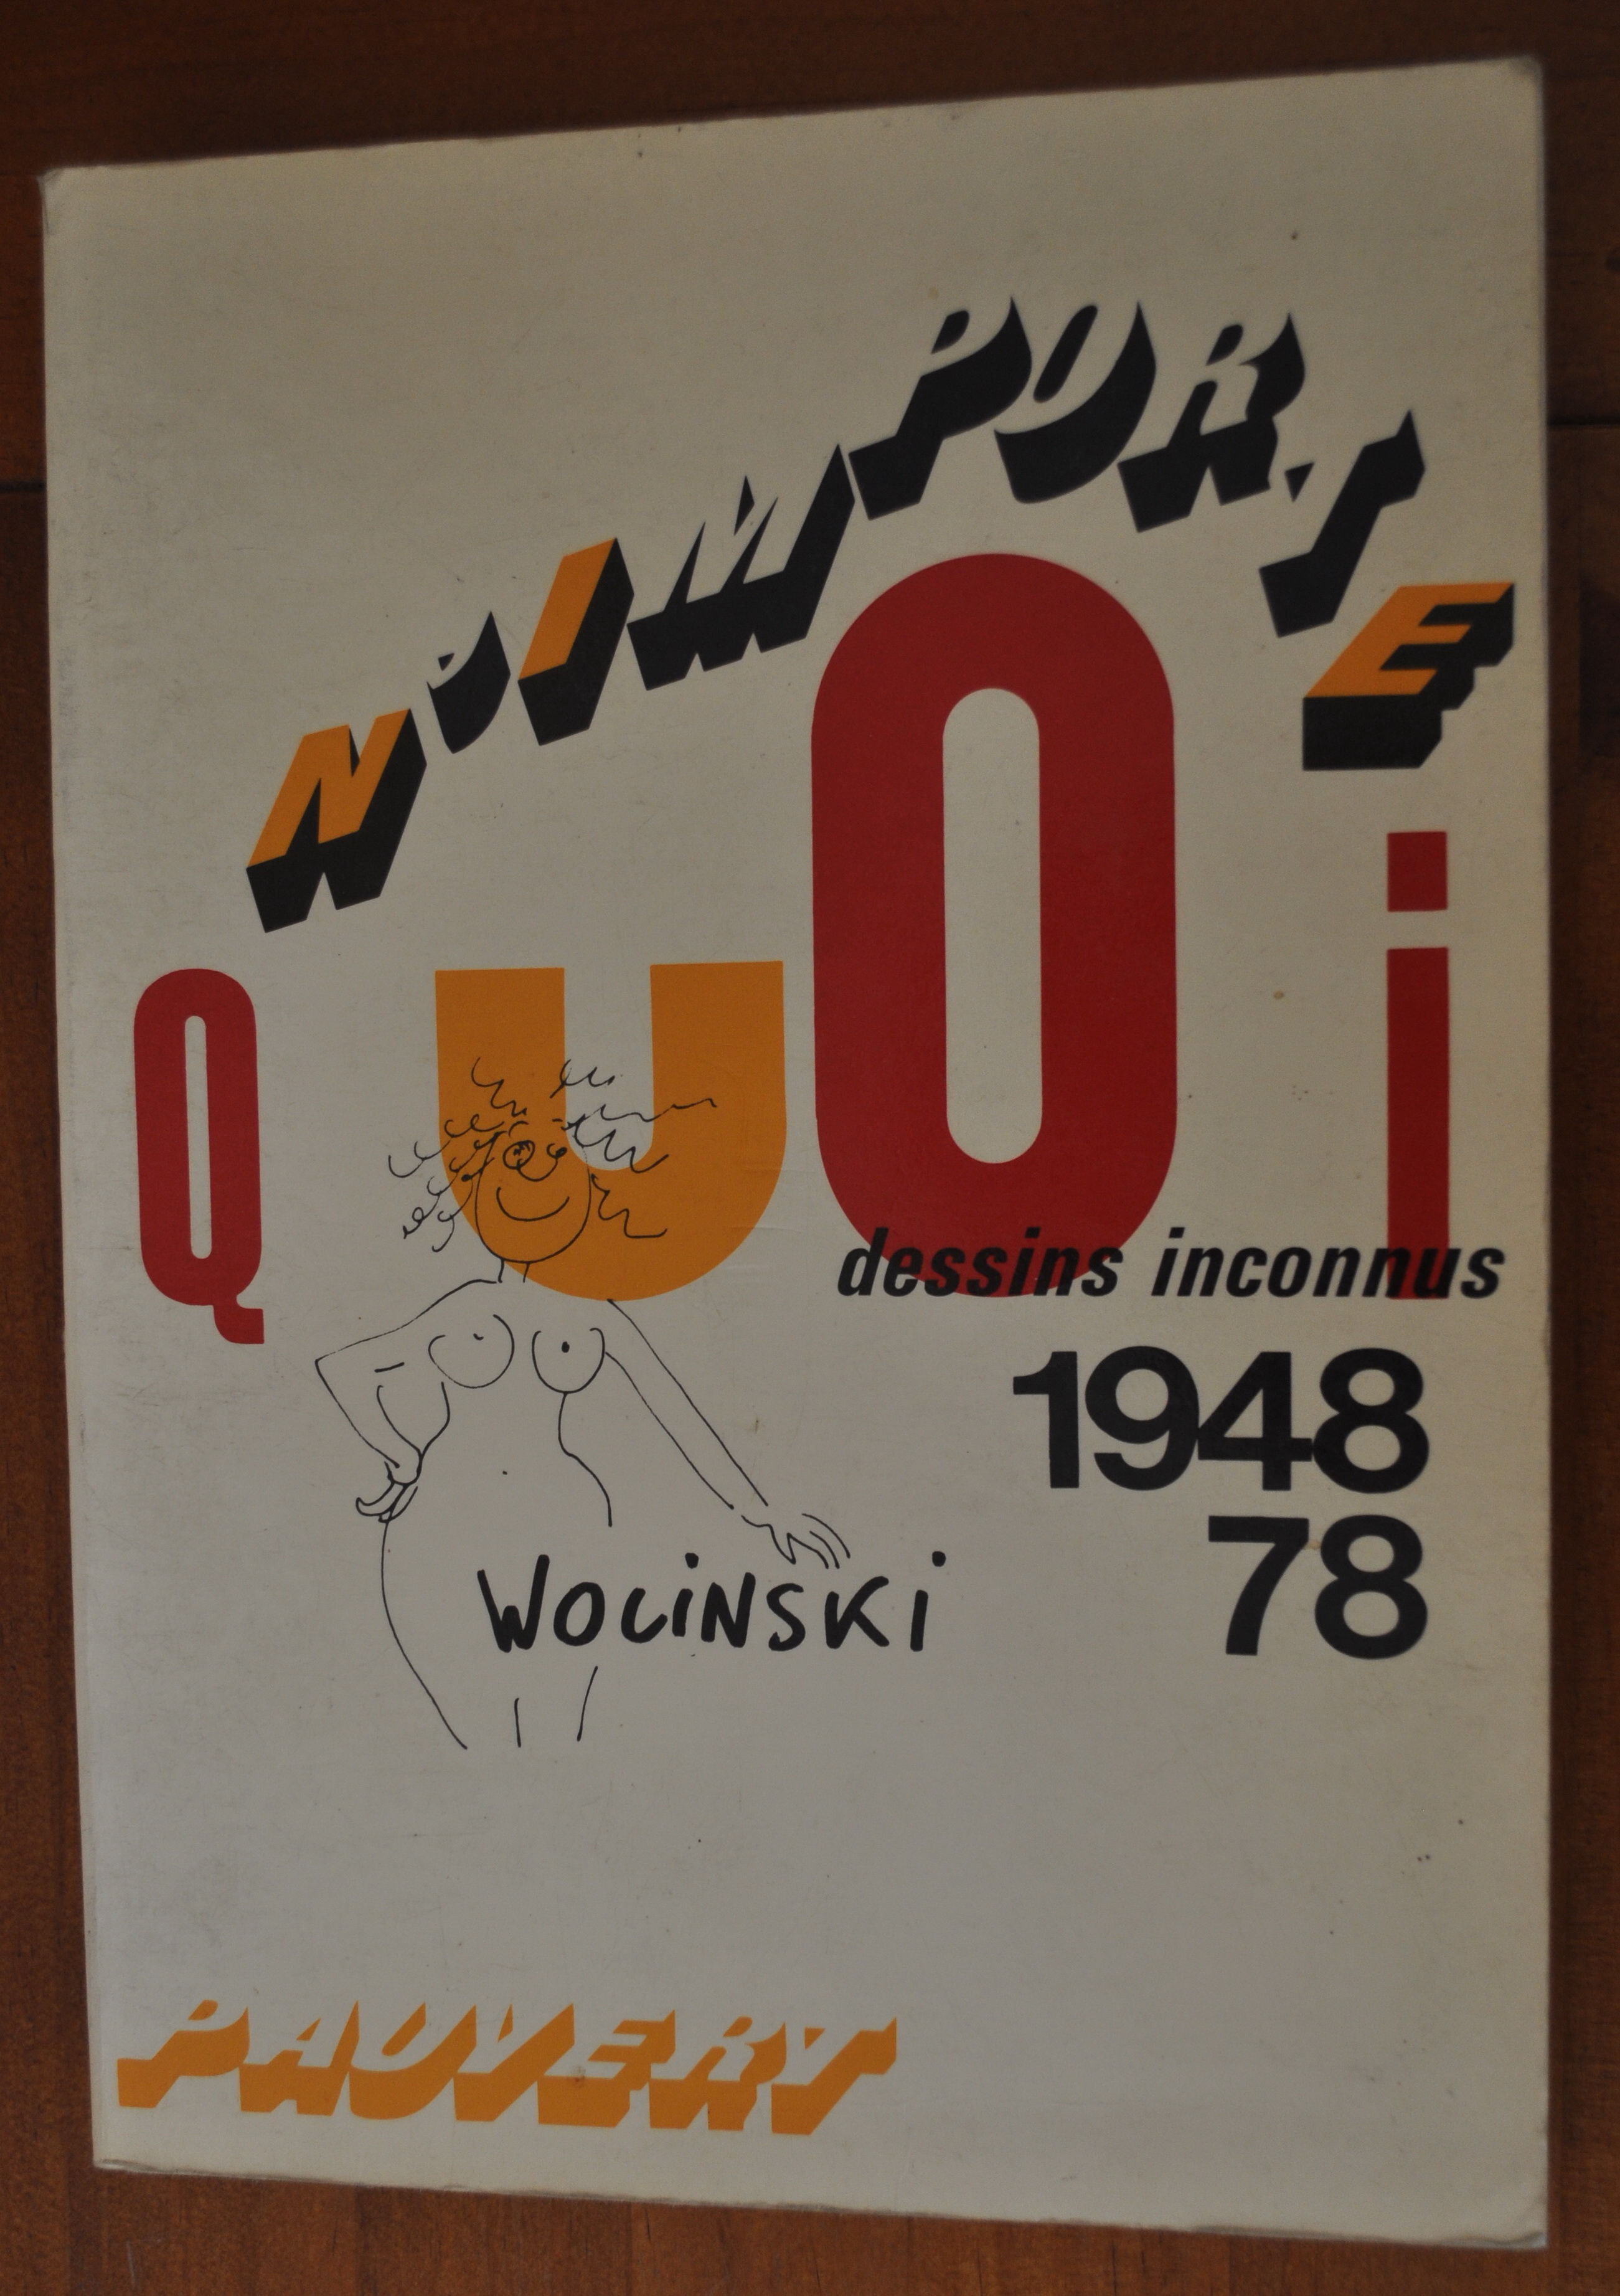 N'IMPORTE
QUOi
dessins inconnus
1948
78
WOLiNSKi
PAUVERT